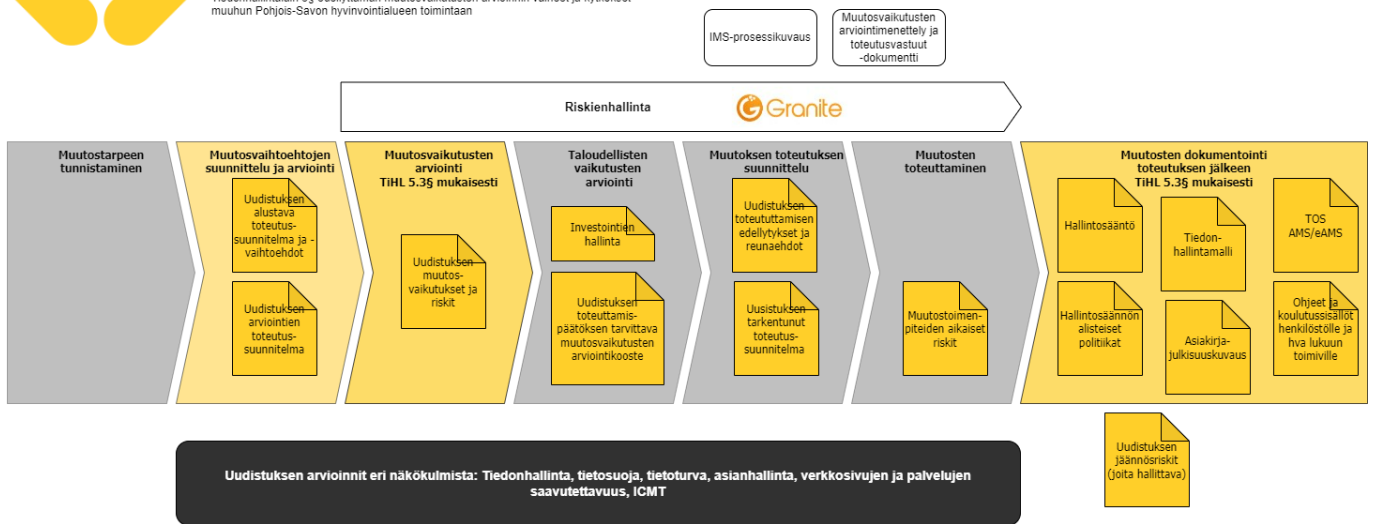 muuhun Pohjois-Savon hyvinvointialueen toimintaan
IMS-prosessikuvaus
Muutosvaikutusten
arviointimenettely ja
toteutusvastuut
-dokumentti
Riskienhallinta
Granite
Muutostarpeen
tunnistaminen
Muutosvaihtoehtojen
suunnittelu ja arviointi
Uudistuksen
alustava
toteutus-
suunnitelma ja -
vaihtoehdot
Uudistuksen
arviointien
toteutus-
suunnitelma
Muutosvaikutusten
arviointi
TiHL 5.3§ mukaisesti
Uudistuksen
muutos-
vaikutukset ja
riskit
Taloudellisten
vaikutusten
arviointi
Investointien
hallinta
Uudistuksen
toteuttamis-
päätöksen tarvittava
muutosvaikutusten
arviointikooste
Muutoksen toteutuksen
suunnittelu
Uudistuksen
toteututtamisen
edellytykset ja
reunaehdot
Uusistuksen
tarkentunut
toteutus-
suunnitelma
Muutosten
toteuttaminen
Muutostoimen-
piteiden aikaiset
riskit
Muutosten dokumentointi
toteutuksen jälkeen
TiHL 5.3§ mukaisesti
Hallintosääntö
Tiedon-
hallintamalli
TOS
AMS/eAMS
Hallintosäännön
alisteiset
politiikat
Asiakirja-
julkisuuskuvaus
Ohjeet ja
koulutussisällöt
henkilöstölle ja
hva lukuun
toimiville
Uudistuksen
jäännösriskit
(joita hallittava)
Uudistuksen arvioinnit eri näkökulmista: Tiedonhallinta, tietosuoja, tietoturva, asianhallinta, verkkosivujen ja palvelujen
saavutettavuus, ICMT